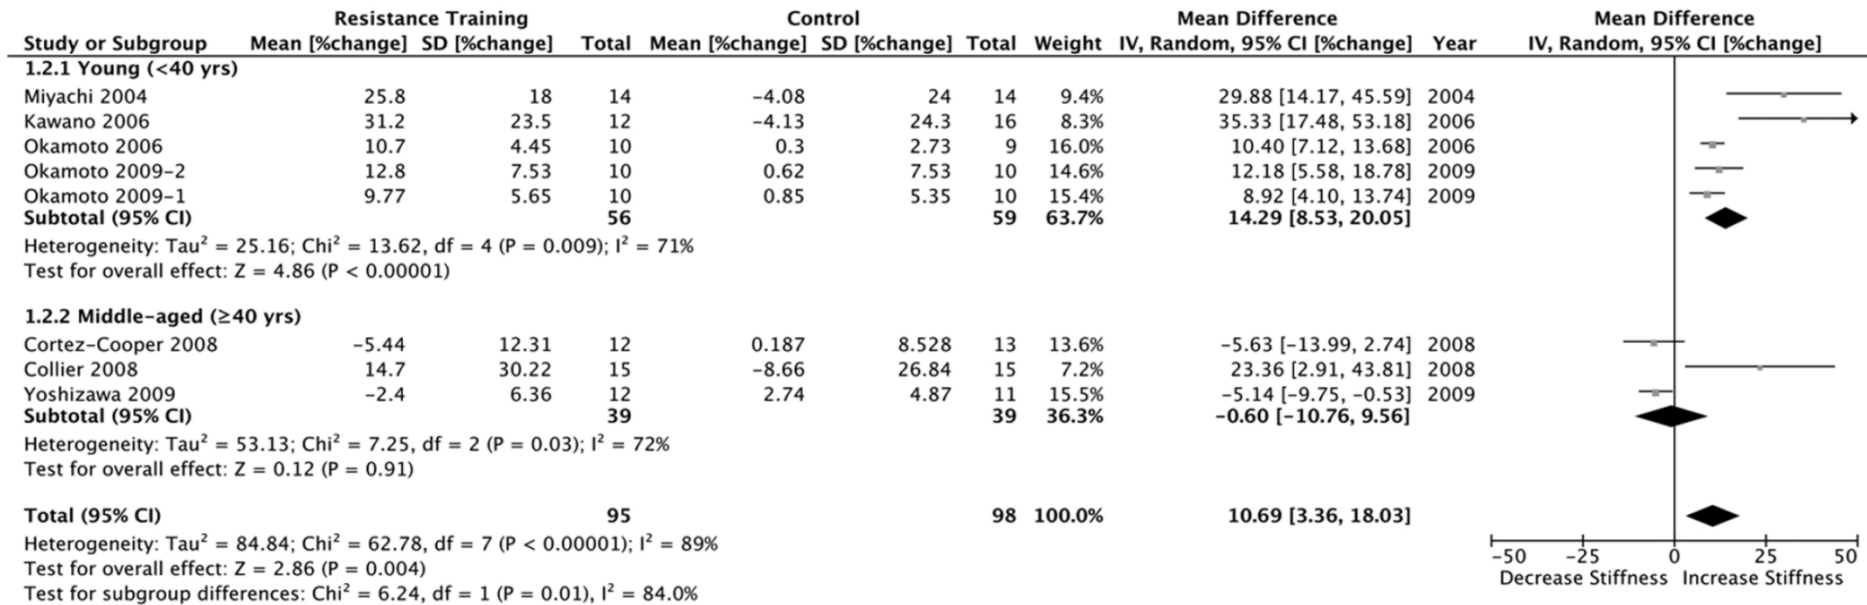 Resistance Training Control Mean Difference Mean Difference
Study or Subgroup Mean [%change] SD [%change] Total Mean [%change] SD [%change] Total Weight IV, Random, 95% CI [%change] Year IV, Random, 95% CI [%change]
1.2.1 Young (<40 yrs)
Miyachi 2004 25.8 18 14 -4.08 24 14 9.4% 29.88 [14.17, 45.59] 2004
Kawano 2006 31.2 23.5 12 -4.13 24.3 16 8.3% 35.33 [17.48, 53.18] 2006
Okamoto 2006 10.7 4.45 10 0.3 2.73 9 16.0% 10.40 [7.12, 13.68] 2006
Okamoto 2009-2 12.8 7.53 10 0.62 7.53 10 14.6% 12.18 [5.58, 18.78] 2009
Okamoto 2009-1 9.77 5.65 10 0.85 5.35 10 15.4% 8.92 [4.10, 13.74] 2009
Subtotal (95% CI) 56 59 63.7% 14.29 [8.53, 20.05]
Heterogeneity: Tau² = 25.16; Chi² = 13.62, df = 4 (P = 0.009); I² = 71%
Test for overall effect: Z = 4.86 (P < 0.00001)
1.2.2 Middle-aged (≥40 yrs)
Cortez-Cooper 2008 -5.44 12.31 12 0.187 8.528 13 13.6% -5.63 [-13.99, 2.74] 2008
Collier 2008 14.7 30.22 15 -8.66 26.84 15 7.2% 23.36 [2.91, 43.81] 2008
Yoshizawa 2009 -2.4 6.36 12 2.74 4.87 11 15.5% -5.14 [-9.75, -0.53] 2009
Subtotal (95% CI) 39 39 36.3% -0.60 [-10.76, 9.56]
Heterogeneity: Tau² = 53.13; Chi² = 7.25, df = 2 (P = 0.03); I² = 72%
Test for overall effect: Z = 0.12 (P = 0.91)
Total (95% CI) 95 98 100.0% 10.69 [3.36, 18.03]
Heterogeneity: Tau² = 84.84; Chi² = 62.78, df = 7 (P < 0.00001); I² = 89%
Test for overall effect: Z = 2.86 (P = 0.004)
Test for subgroup differences: Chi² = 6.24, df = 1 (P = 0.01), I² = 84.0%
-50 -25 0 25 50
Decrease Stiffness Increase Stiffness